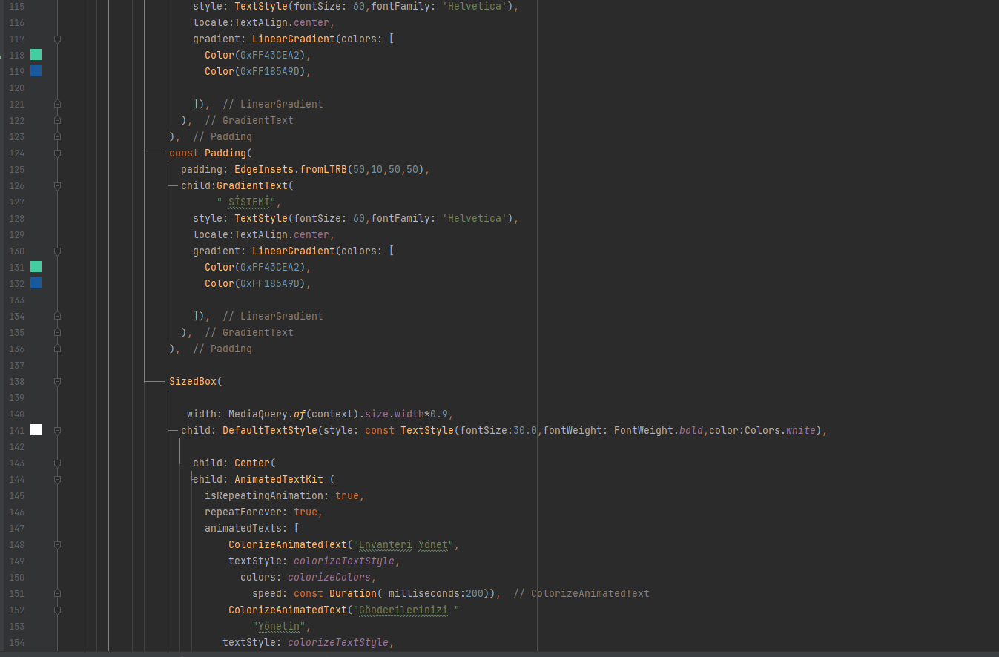 115 style: TextStyle(fontSize: 60,fontFamily: 'Helvetica'),
116 locale:TextAlign.center,
117 gradient: LinearGradient(colors: [
118 Color(0xFF43CEA2),
119 Color(0xFF185A9D),
120
121 ]), // LinearGradient
122 ), // GradientText
123 ), // Padding
124 const Padding(
125 padding: EdgeInsets.fromLTRB(50,10,50,50),
126 child:GradientText(
127 " SİSTEMİ",
128 style: TextStyle(fontSize: 60,fontFamily: 'Helvetica'),
129 locale:TextAlign.center,
130 gradient: LinearGradient(colors: [
131 Color(0xFF43CEA2),
132 Color(0xFF185A9D),
133
134 ]), // LinearGradient
135 ), // GradientText
136 ), // Padding
137
138 SizedBox(
139
140 width: MediaQuery.of(context).size.width*0.9,
141 child: DefaultTextStyle(style: const TextStyle(fontSize:30.0,fontWeight: FontWeight.bold,color:Colors.white),
142
143 child: Center(
144 child: AnimatedTextKit (
145 isRepeatingAnimation: true,
146 repeatForever: true,
147 animatedTexts: [
148 ColorizeAnimatedText("Envanteri Yönet",
149 textStyle: colorizeTextStyle,
150 colors: colorizeColors,
151 speed: const Duration( milliseconds:200)), // ColorizeAnimatedText
152 ColorizeAnimatedText("Gönderilerinizi "
153 "Yönetin",
154 textStyle: colorizeTextStyle,